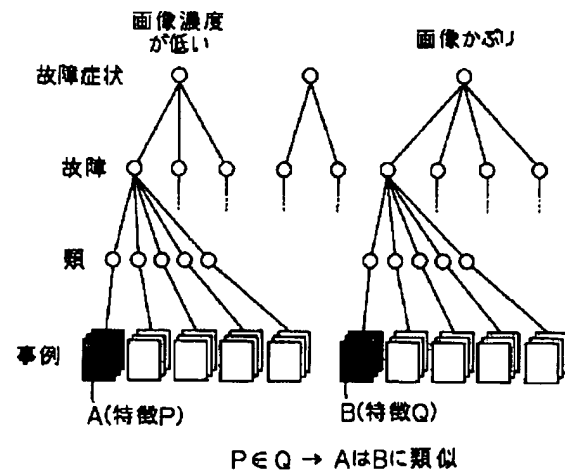 画像濃度
が低い
画像かぶり
故障症状
故障
類
事例
A(特徴P)
B(特徴Q)
P∈Q → AはBに類似